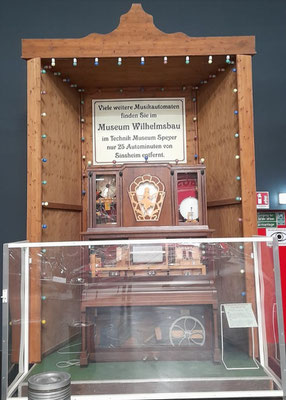 Viele weitere Musikautomaten
finden Sie im
Museum Wilhelmsbau
im Technik Museum Speyer
nur 25 Autominuten von
Sinsheim entfernt.